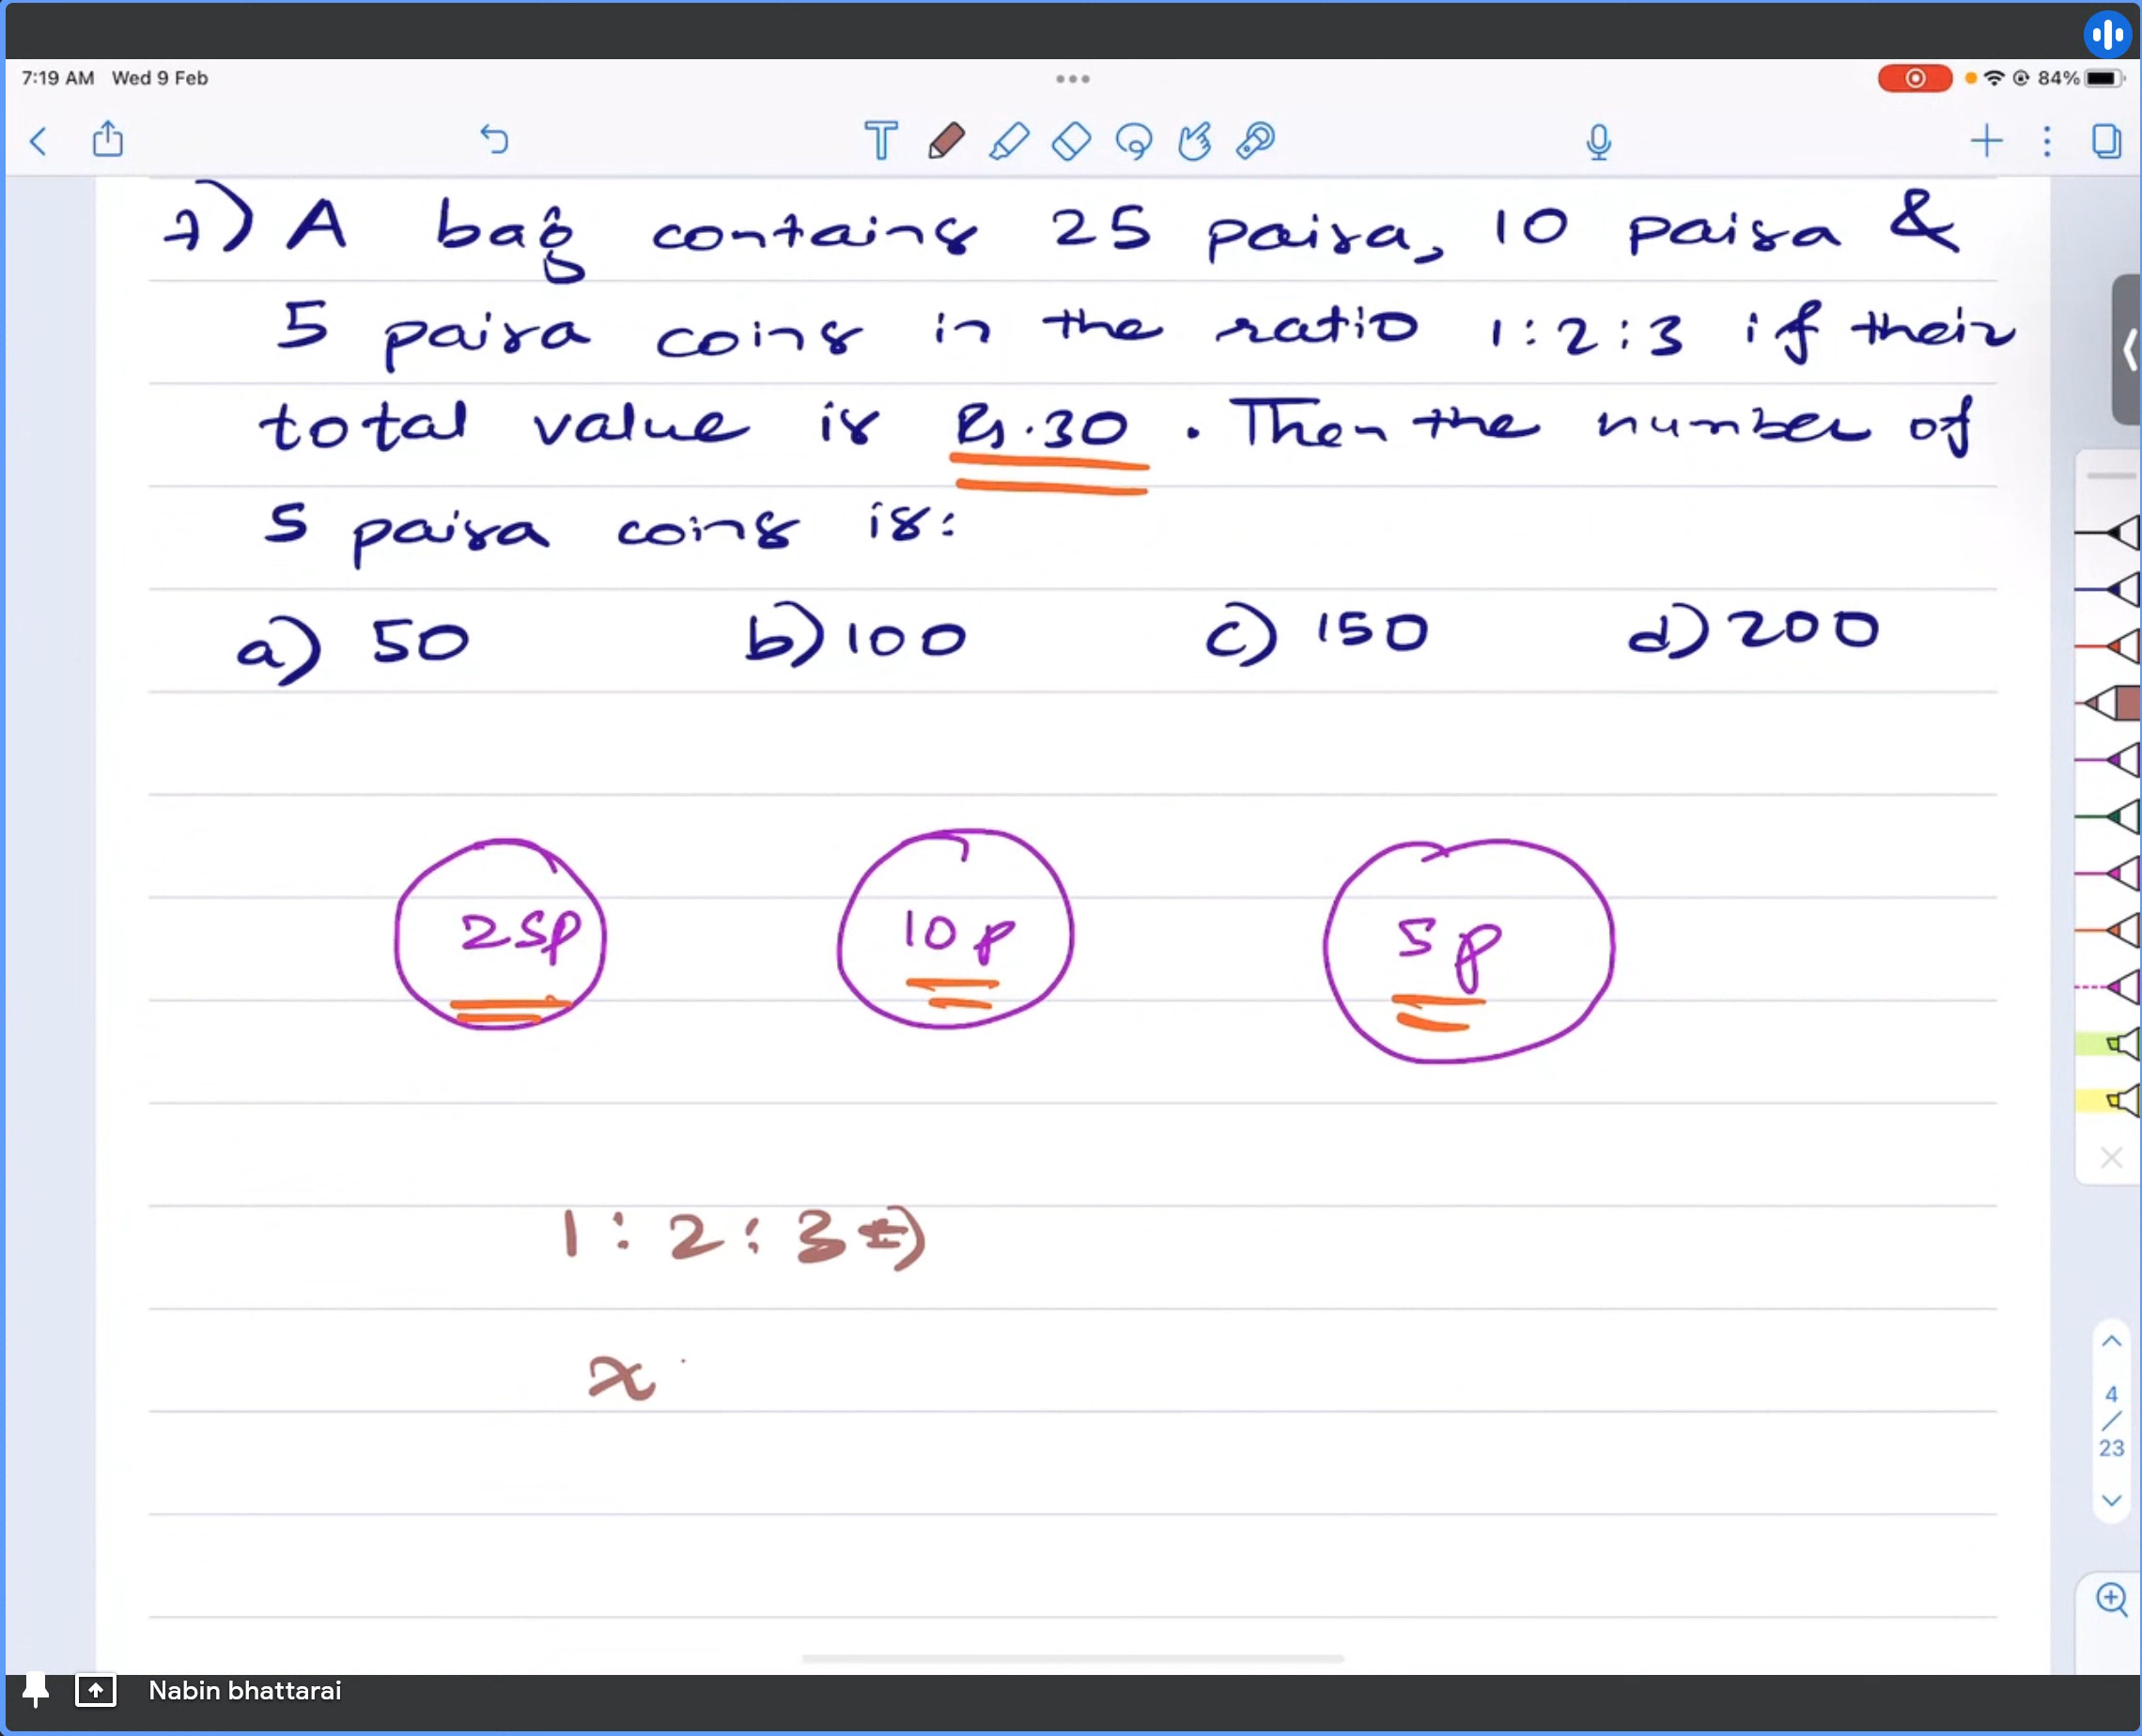 7:19 AM Wed 9 Feb
84%
7) A bag contains 25 paisa, 10 paisa &
5 paisa coins in the ratio 1:2:3 if their
total value is Rs.30. Then the number of
5 paisa coins is:
a) 50 b) 100 c) 150 d) 200
25p 10p 5p
1 : 2 : 3 =)
x
4
/
23
Nabin bhattarai